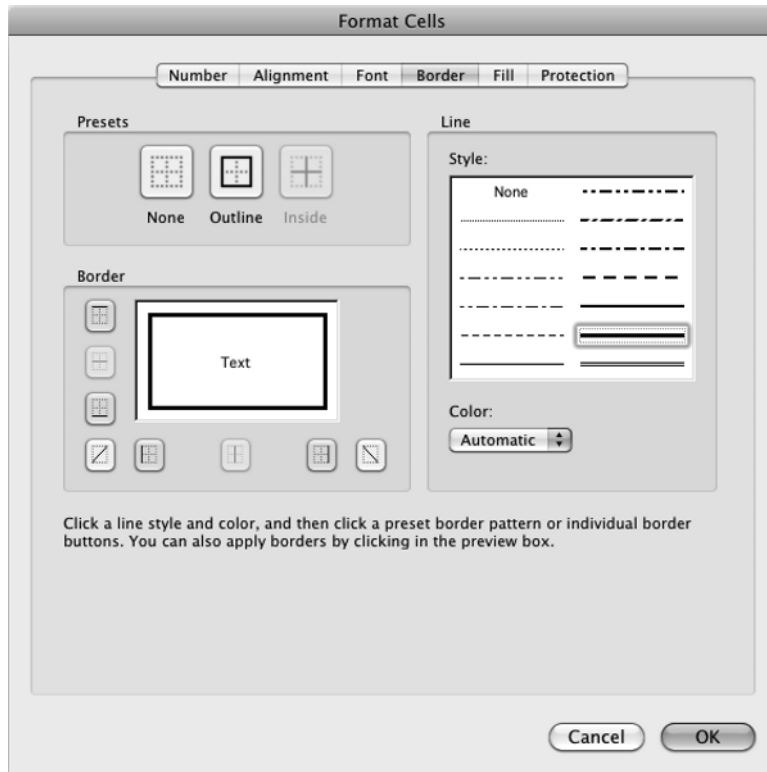 Format Cells
Number Alignment Font Border Fill Protection
Presets
None Outline Inside
Border
Text
Line
Style:
None
Color:
Automatic
Click a line style and color, and then click a preset border pattern or individual border
buttons. You can also apply borders by clicking in the preview box.
Cancel OK